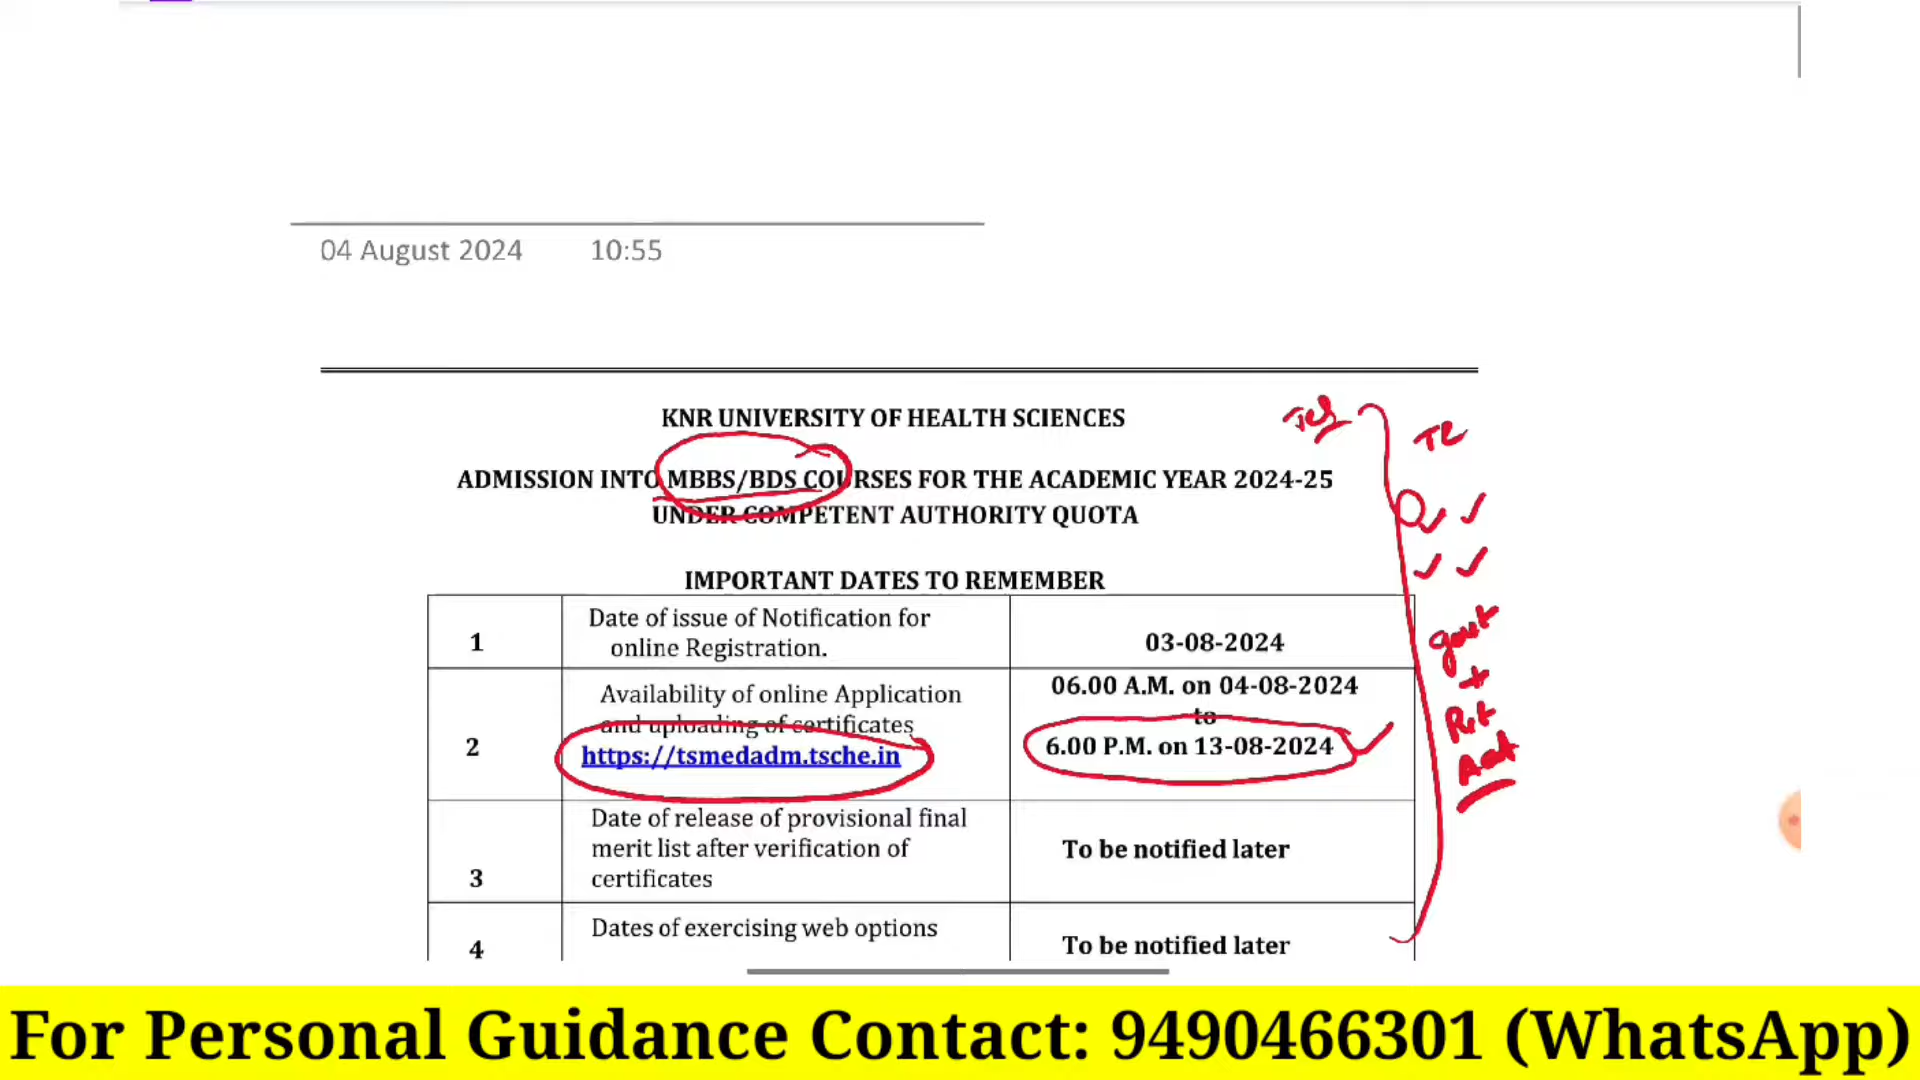 04 August 2024 10:55
KNR UNIVERSITY OF HEALTH SCIENCES
ADMISSION INTO MBBS/BDS COURSES FOR THE ACADEMIC YEAR 2024-25
UNDER COMPETENT AUTHORITY QUOTA
IMPORTANT DATES TO REMEMBER
1
Date of issue of Notification for
online Registration.
03-08-2024
2
Availability of online Application
and uploading of certificates
https://tsmedadm.tsche.in
06.00 A.M. on 04-08-2024
to
6.00 P.M. on 13-08-2024
3
Date of release of provisional final
merit list after verification of
certificates
To be notified later
4
Dates of exercising web options
To be notified later
govt
+
For Personal Guidance Contact: 9490466301 (WhatsApp)